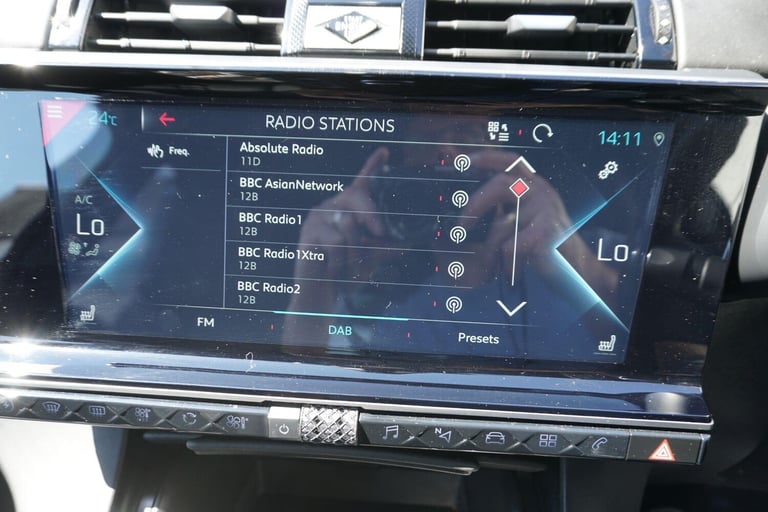 24°C
RADIO STATIONS
14:11
Freq.
Absolute Radio
11D
BBC AsianNetwork
12B
BBC Radio1
12B
BBC Radio1Xtra
12B
BBC Radio2
12B
A/C
Lo
Lo
FM
DAB
Presets
N